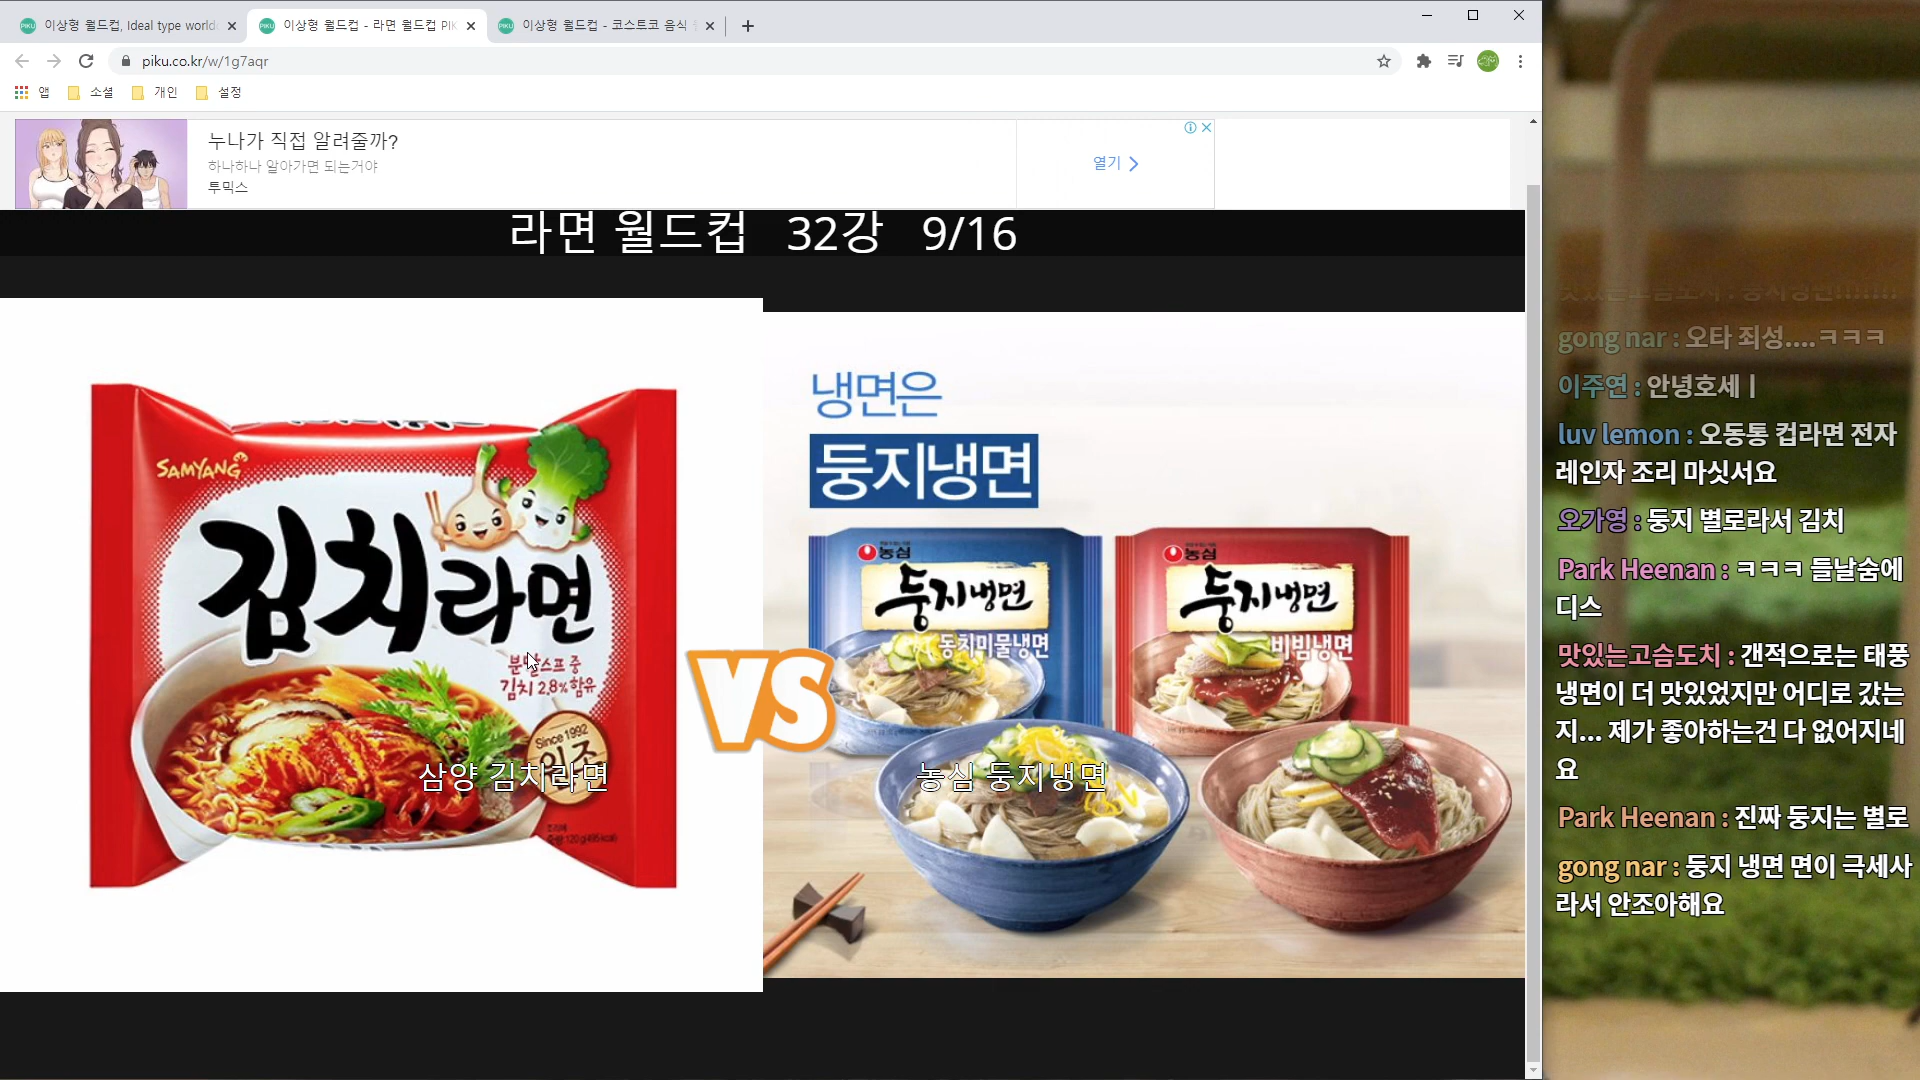 이상형 월드컵, Ideal type world
이상형 월드컵 - 라면 월드컵 PIK
이상형 월드컵 - 코스트코 음식
piku.co.kr/w/1g7aqr
앱 소셜 개인 설정
누나가 직접 알려줄까?
하나하나 알아가면 되는거야
투믹스
열기
라면 월드컵 32강 9/16
SAMYANG
김치라면
분말스프 중
김치 2.8% 함유
Since 1992
원조
삼양 김치라면
VS
냉면은
둥지냉면
농심
둥지냉면
동치미물냉면
농심
둥지냉면
비빔냉면
농심 둥지냉면
gong nar : 오타 죄성....ㅋㅋㅋ
이주연 : 안녕호세ㅣ
luv lemon : 오동통 컵라면 전자
레인자 조리 마싯서요
오가영 : 둥지 별로라서 김치
Park Heenan : ㅋㅋㅋ 들날숨에
디스
맛있는고슴도치 : 갠적으로는 태풍
냉면이 더 맛있었지만 어디로 갔는
지... 제가 좋아하는건 다 없어지네
요
Park Heenan : 진짜 둥지는 별로
gong nar : 둥지 냉면 면이 극세사
라서 안조아해요